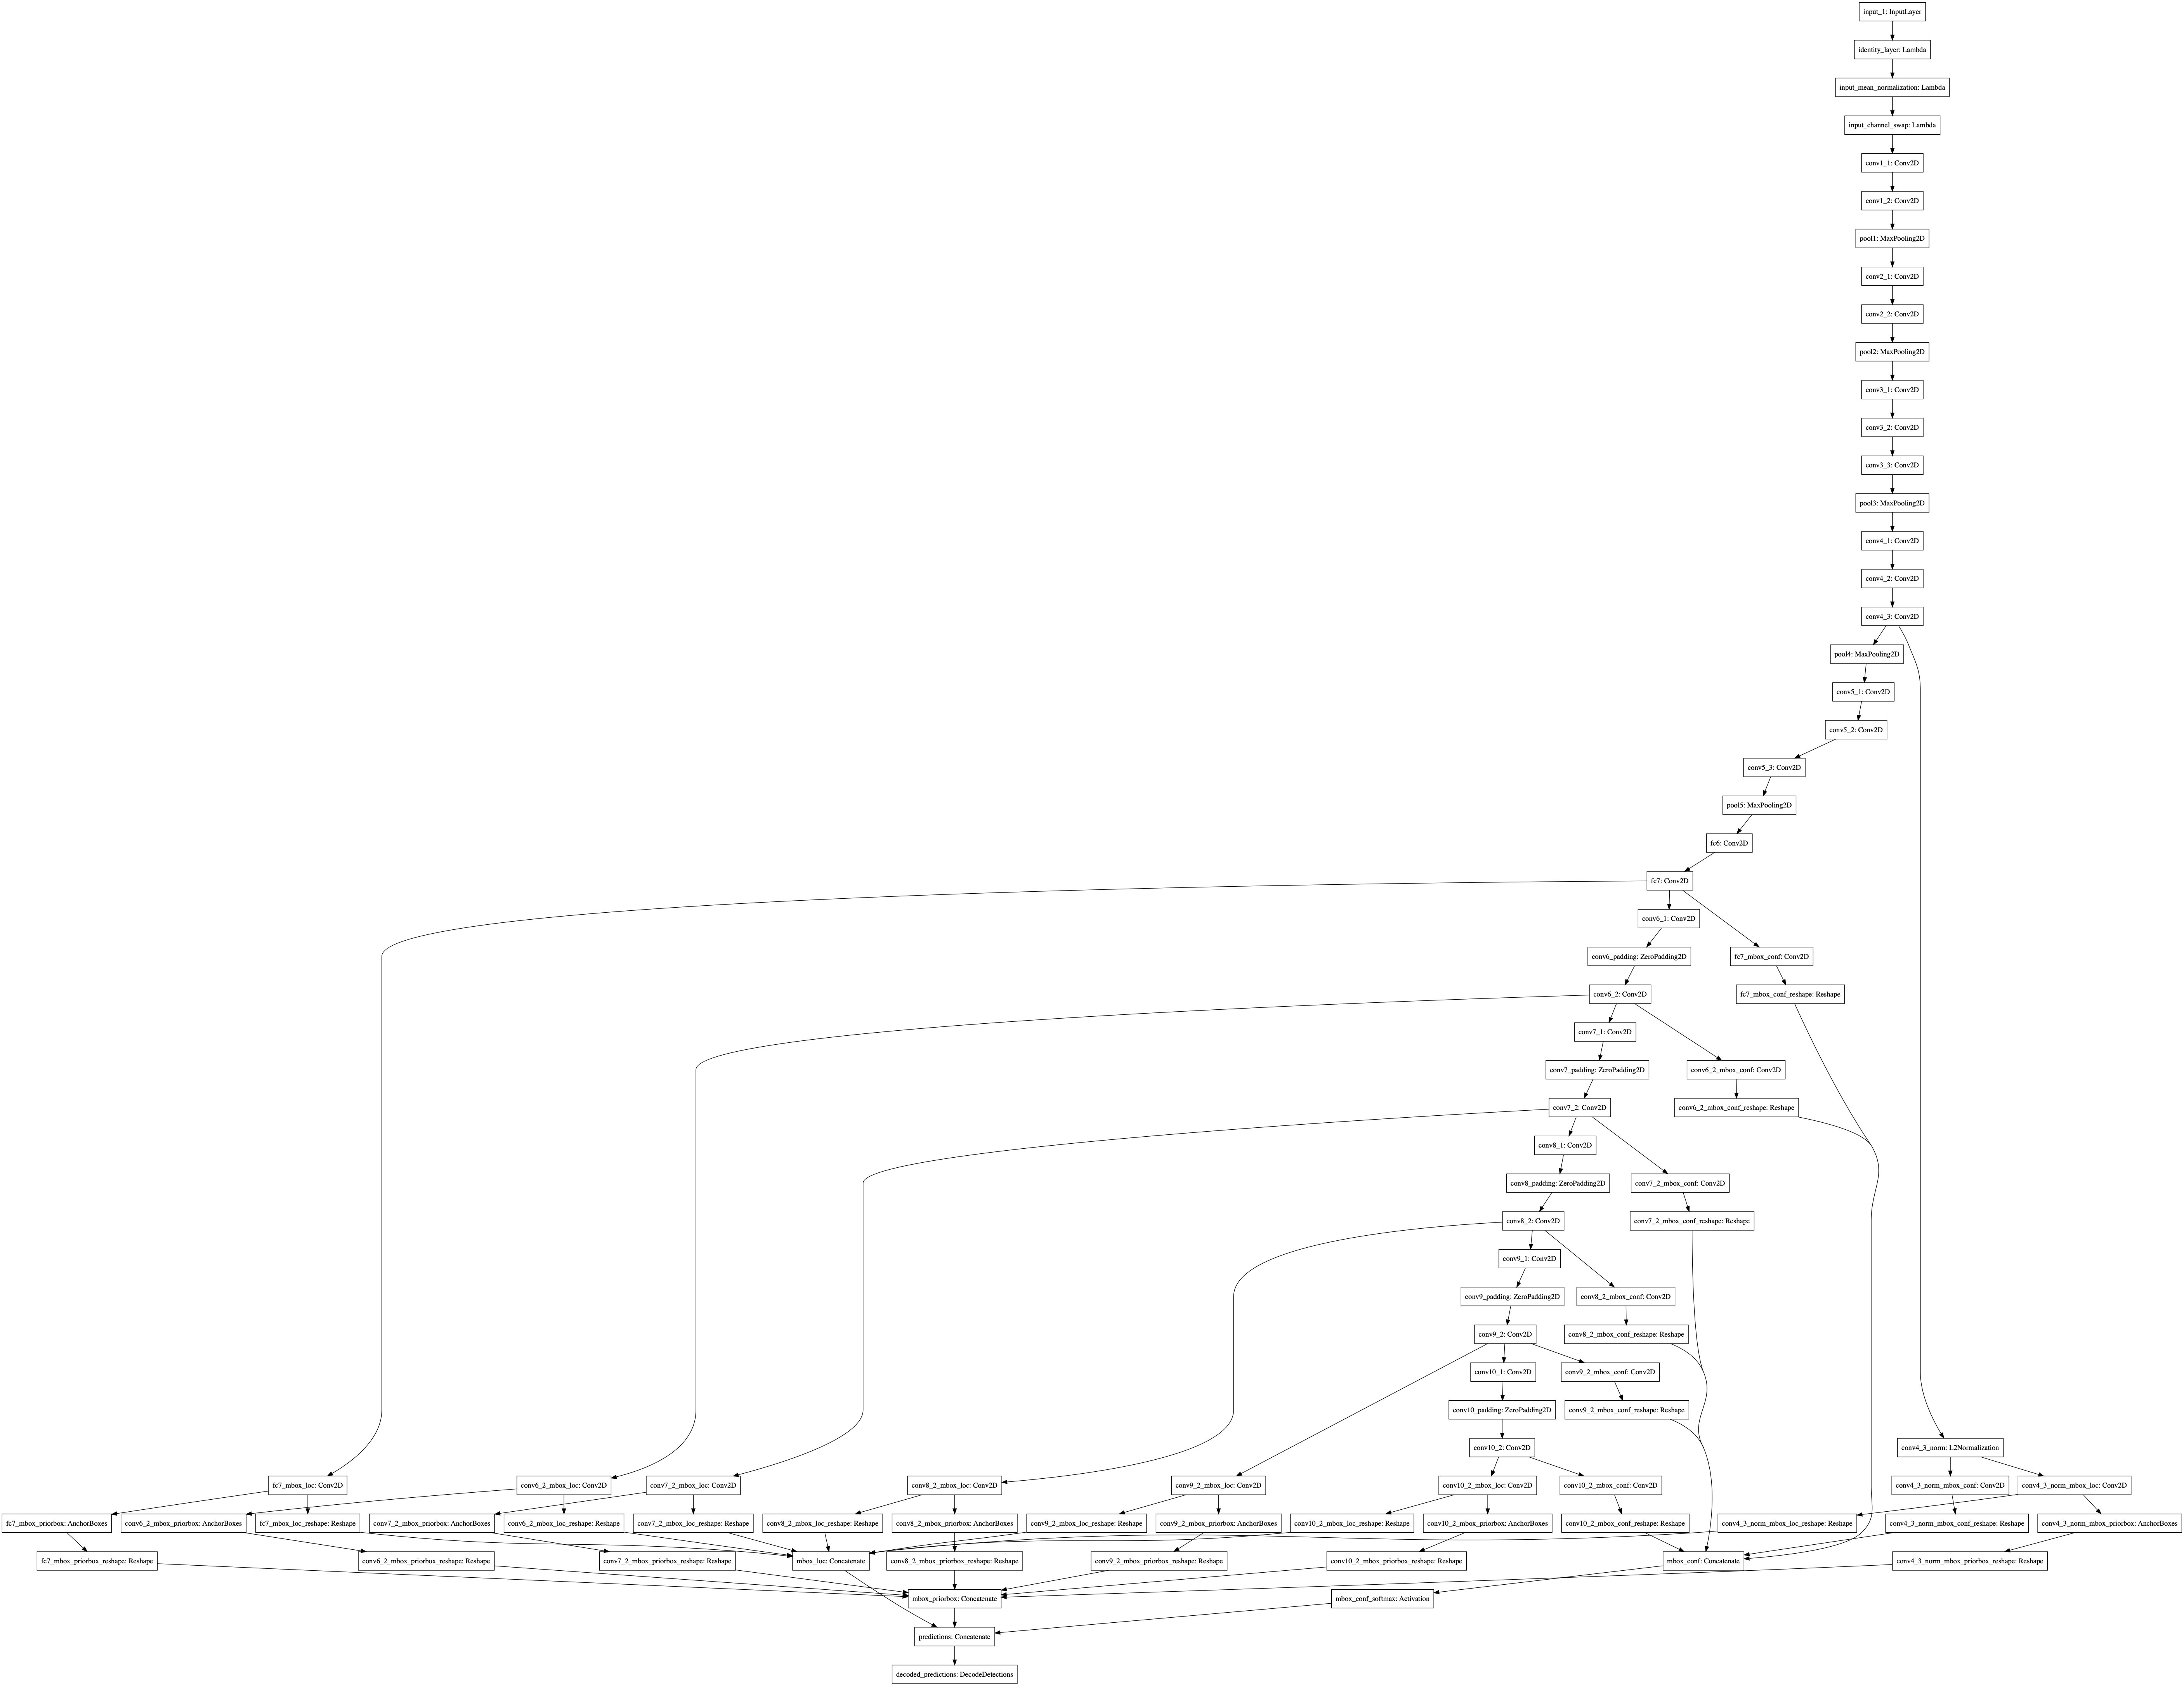 input_1: InputLayer
identity_layer: Lambda
input_mean_normalization: Lambda
input_channel_swap: Lambda
conv1_1: Conv2D
conv1_2: Conv2D
pool1: MaxPooling2D
conv2_1: Conv2D
conv2_2: Conv2D
pool2: MaxPooling2D
conv3_1: Conv2D
conv3_2: Conv2D
conv3_3: Conv2D
pool3: MaxPooling2D
conv4_1: Conv2D
conv4_2: Conv2D
conv4_3: Conv2D
pool4: MaxPooling2D
conv5_1: Conv2D
conv5_2: Conv2D
conv5_3: Conv2D
pool5: MaxPooling2D
fc6: Conv2D
fc7: Conv2D
conv6_1: Conv2D
conv6_padding: ZeroPadding2D
fc7_mbox_conf: Conv2D
conv6_2: Conv2D
fc7_mbox_conf_reshape: Reshape
conv7_1: Conv2D
conv7_padding: ZeroPadding2D
conv6_2_mbox_conf: Conv2D
conv7_2: Conv2D
conv6_2_mbox_conf_reshape: Reshape
conv8_1: Conv2D
conv8_padding: ZeroPadding2D
conv7_2_mbox_conf: Conv2D
conv8_2: Conv2D
conv7_2_mbox_conf_reshape: Reshape
conv9_1: Conv2D
conv9_padding: ZeroPadding2D
conv8_2_mbox_conf: Conv2D
conv9_2: Conv2D
conv8_2_mbox_conf_reshape: Reshape
conv10_1: Conv2D
conv9_2_mbox_conf: Conv2D
conv10_padding: ZeroPadding2D
conv9_2_mbox_conf_reshape: Reshape
conv10_2: Conv2D
conv4_3_norm: L2Normalization
fc7_mbox_loc: Conv2D
conv6_2_mbox_loc: Conv2D
conv7_2_mbox_loc: Conv2D
conv8_2_mbox_loc: Conv2D
conv9_2_mbox_loc: Conv2D
conv10_2_mbox_loc: Conv2D
conv10_2_mbox_conf: Conv2D
conv4_3_norm_mbox_conf: Conv2D
conv4_3_norm_mbox_loc: Conv2D
fc7_mbox_priorbox: AnchorBoxes
conv6_2_mbox_priorbox: AnchorBoxes
fc7_mbox_loc_reshape: Reshape
conv7_2_mbox_priorbox: AnchorBoxes
conv6_2_mbox_loc_reshape: Reshape
conv7_2_mbox_loc_reshape: Reshape
conv8_2_mbox_loc_reshape: Reshape
conv8_2_mbox_priorbox: AnchorBoxes
conv9_2_mbox_loc_reshape: Reshape
conv9_2_mbox_priorbox: AnchorBoxes
conv10_2_mbox_loc_reshape: Reshape
conv10_2_mbox_priorbox: AnchorBoxes
conv10_2_mbox_conf_reshape: Reshape
conv4_3_norm_mbox_loc_reshape: Reshape
conv4_3_norm_mbox_conf_reshape: Reshape
conv4_3_norm_mbox_priorbox: AnchorBoxes
fc7_mbox_priorbox_reshape: Reshape
conv6_2_mbox_priorbox_reshape: Reshape
conv7_2_mbox_priorbox_reshape: Reshape
mbox_loc: Concatenate
conv8_2_mbox_priorbox_reshape: Reshape
conv9_2_mbox_priorbox_reshape: Reshape
conv10_2_mbox_priorbox_reshape: Reshape
mbox_conf: Concatenate
conv4_3_norm_mbox_priorbox_reshape: Reshape
mbox_priorbox: Concatenate
mbox_conf_softmax: Activation
predictions: Concatenate
decoded_predictions: DecodeDetections